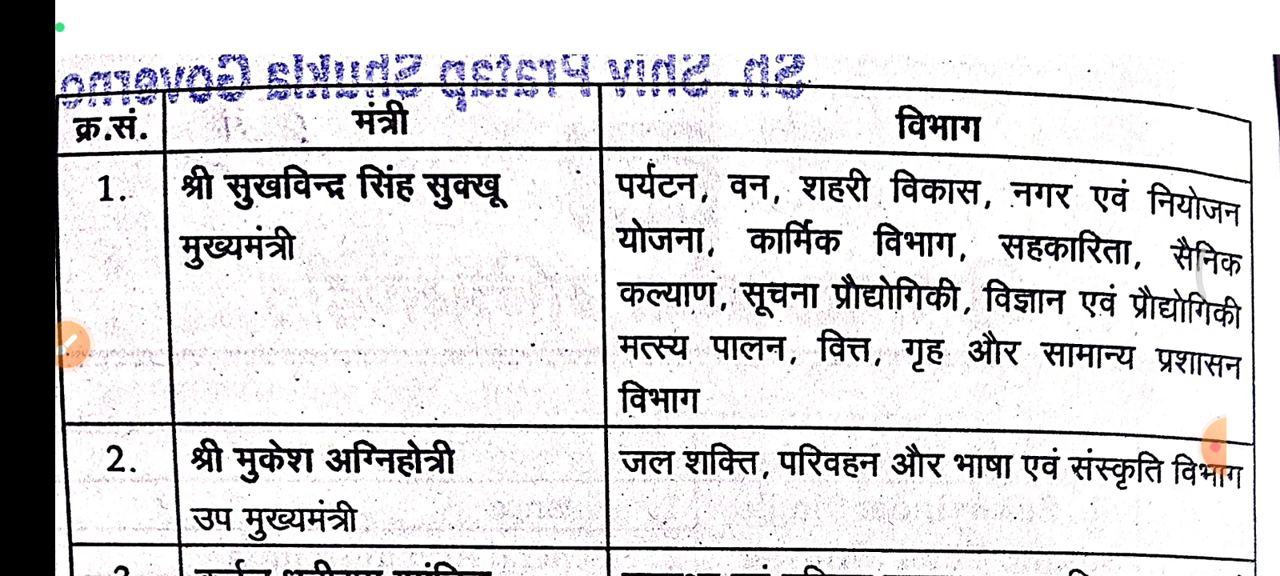 क्र.सं. मंत्री विभाग
1. श्री सुखविन्द्र सिंह सुक्खू
मुख्यमंत्री
पर्यटन, वन, शहरी विकास, नगर एवं नियोजन
योजना, कार्मिक विभाग, सहकारिता, सैनिक
कल्याण, सूचना प्रौद्योगिकी, विज्ञान एवं प्रौद्योगिकी
मत्स्य पालन, वित्त, गृह और सामान्य प्रशासन
विभाग
2. श्री मुकेश अग्निहोत्री
उप मुख्यमंत्री
जल शक्ति, परिवहन और भाषा एवं संस्कृति विभाग